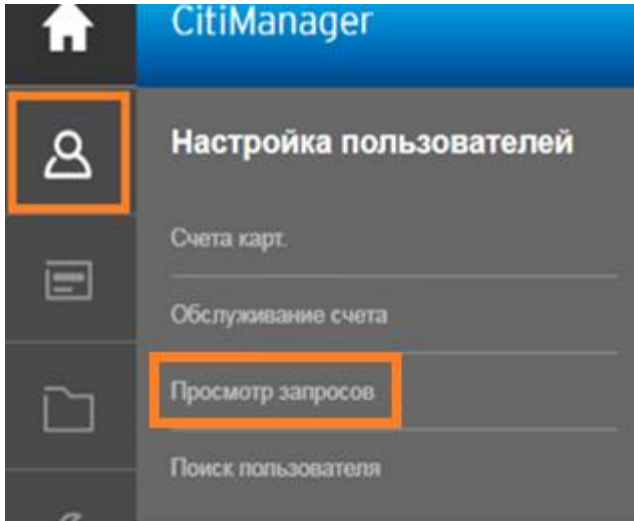 CitiManager
Настройка пользователей
Счета карт.
Обслуживание счета
Просмотр запросов
Поиск пользователя